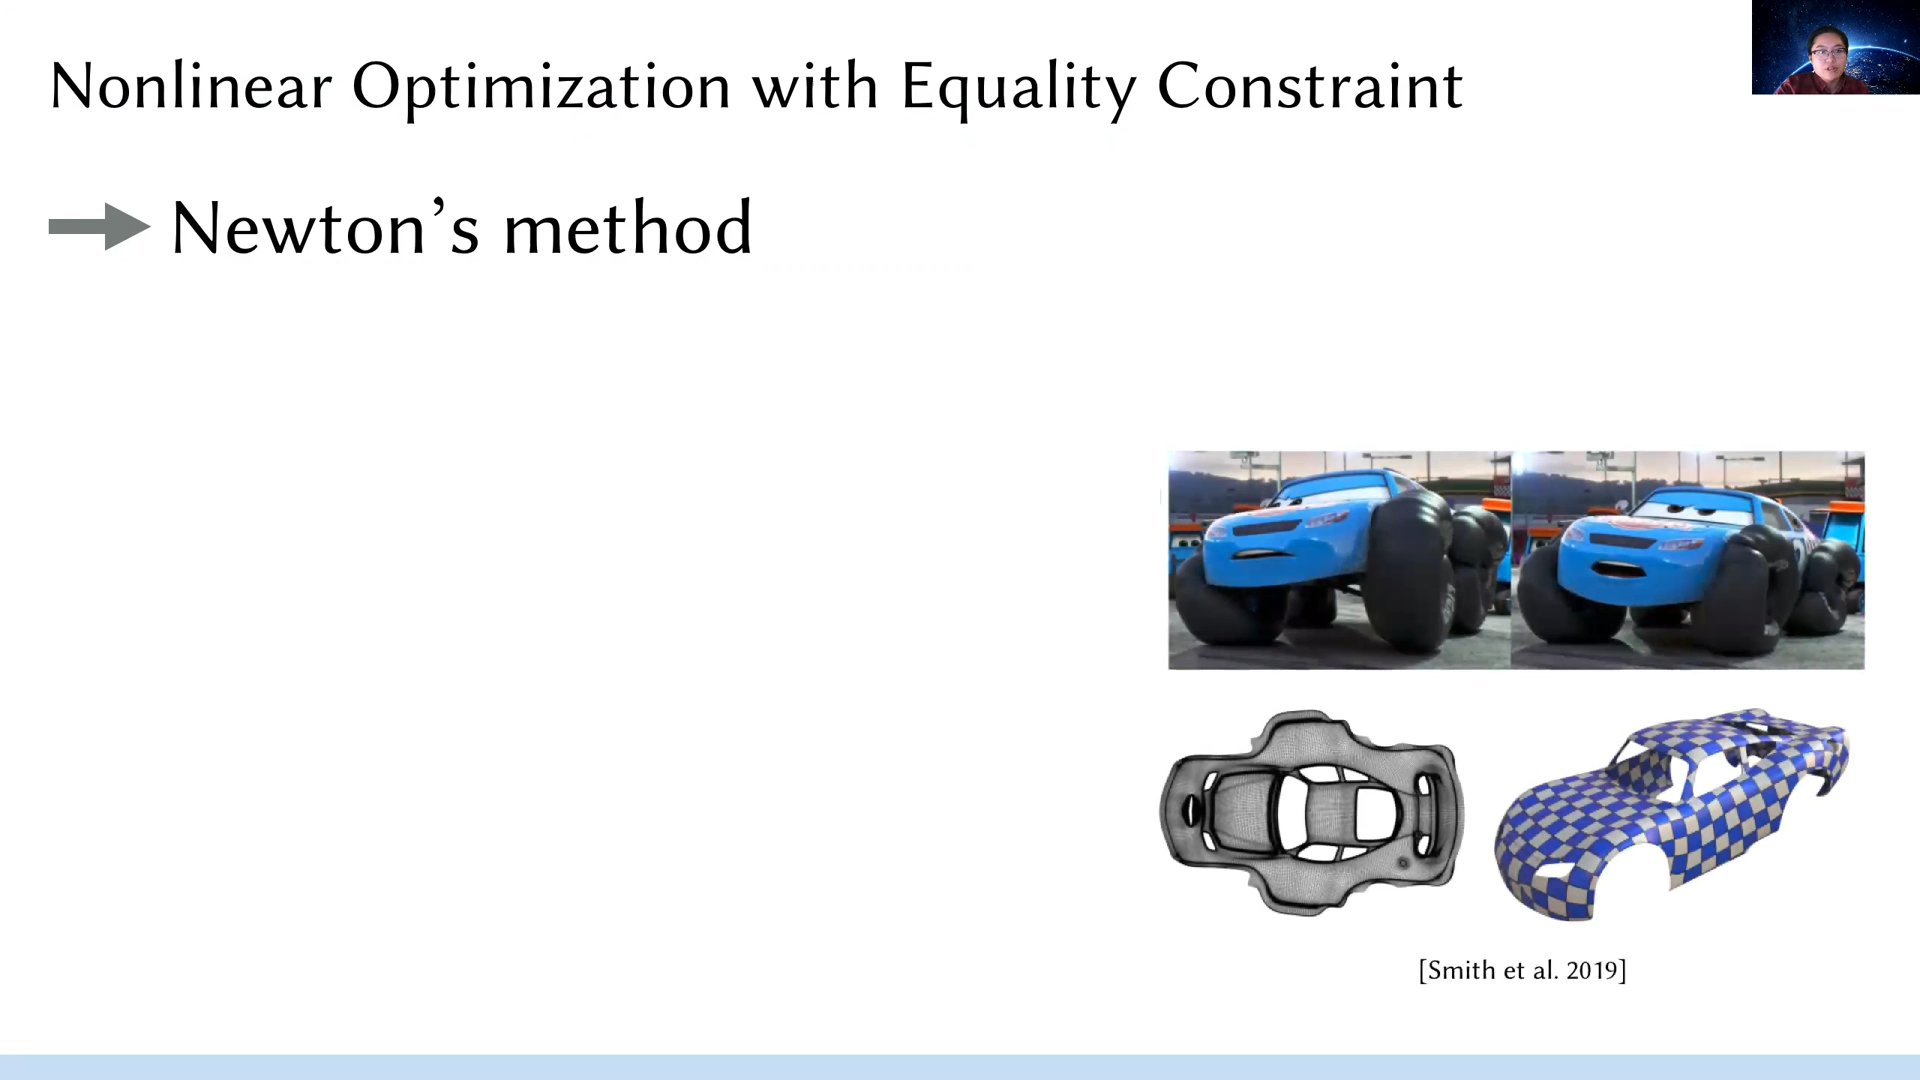 Nonlinear Optimization with Equality Constraint
Newton’s method
[Smith et al. 2019]